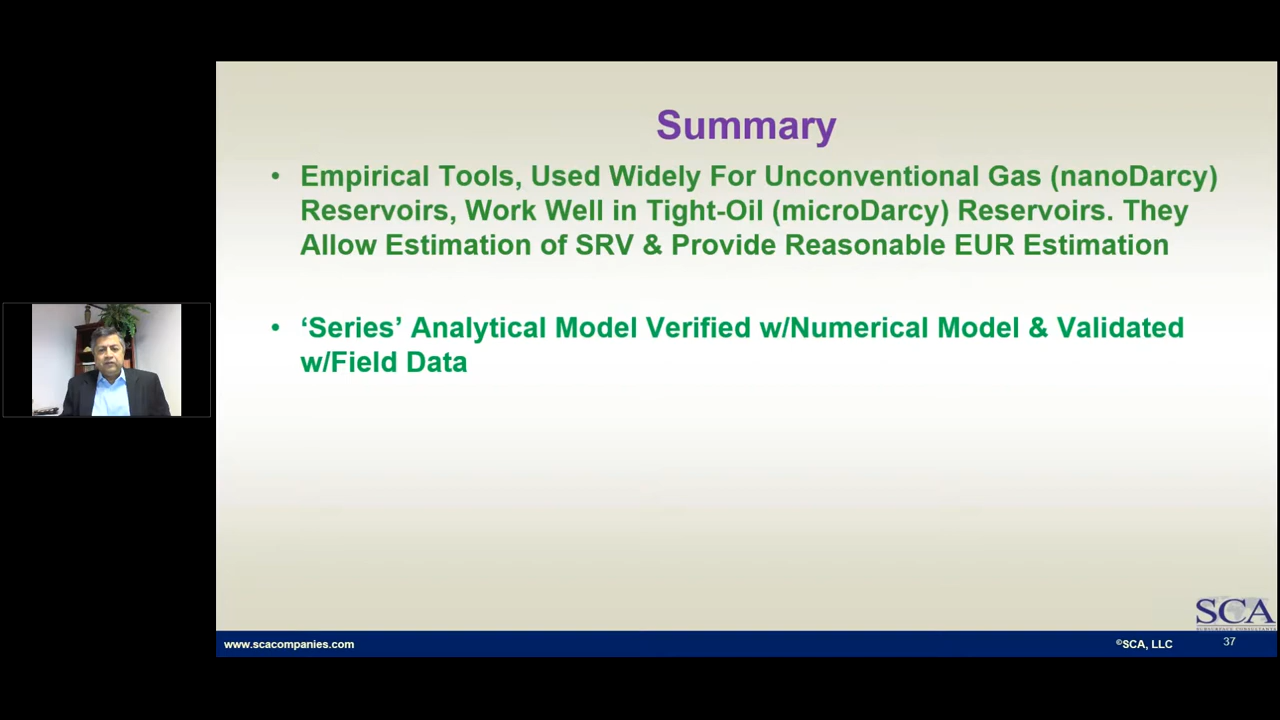 Summary
• Empirical Tools, Used Widely For Unconventional Gas (nanoDarcy)
Reservoirs, Work Well in Tight-Oil (microDarcy) Reservoirs. They
Allow Estimation of SRV & Provide Reasonable EUR Estimation
• ‘Series’ Analytical Model Verified w/Numerical Model & Validated
w/Field Data
SCA
SUBSURFACE CONSULTANTS
www.scacompanies.com
©SCA, LLC
37